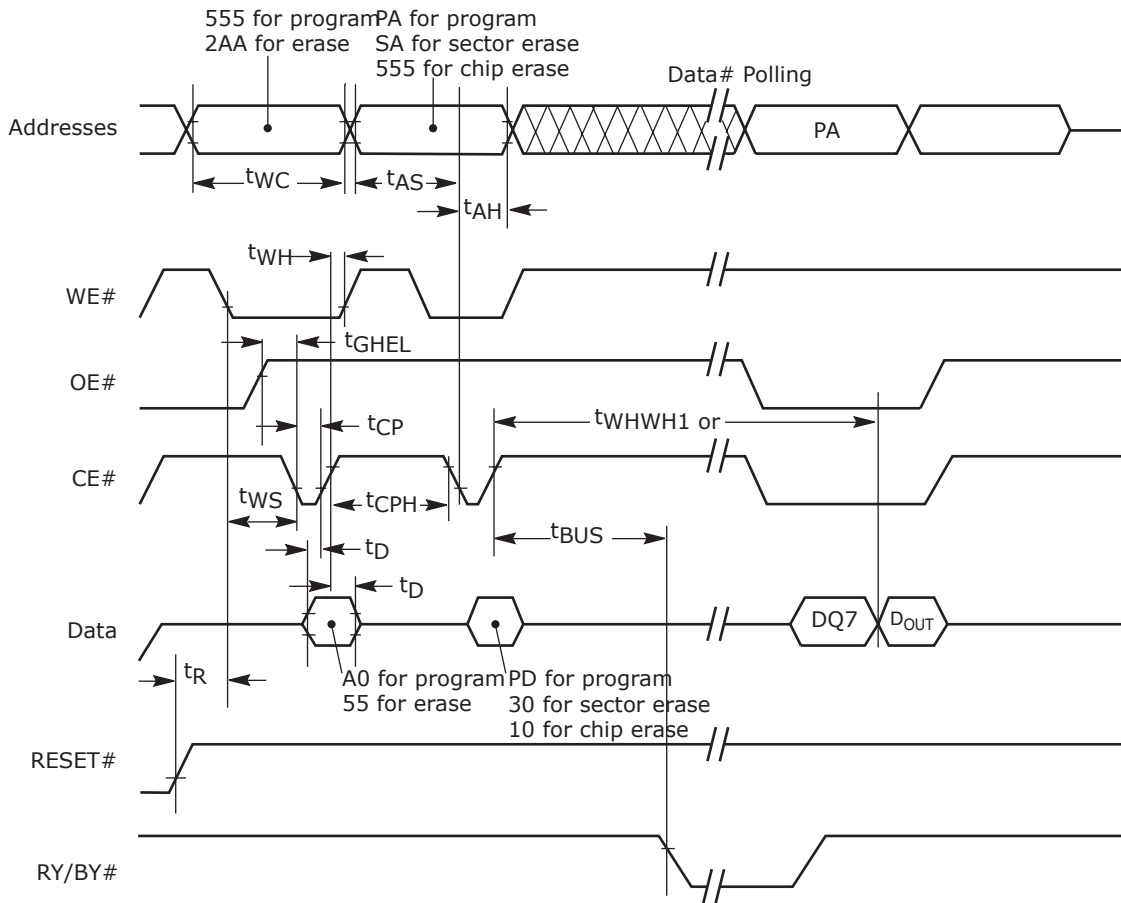 555 for program
2AA for erase
PA for program
SA for sector erase
555 for chip erase
Data# Polling
Addresses
PA
tWC
tAS
tAH
tWH
WE#
tGHEL
OE#
tCP
tWHWH1 or
CE#
tWS
tCPH
tBUS
tD
tD
Data
DQ7
DOUT
tR
A0 for program
55 for erase
PD for program
30 for sector erase
10 for chip erase
RESET#
RY/BY#